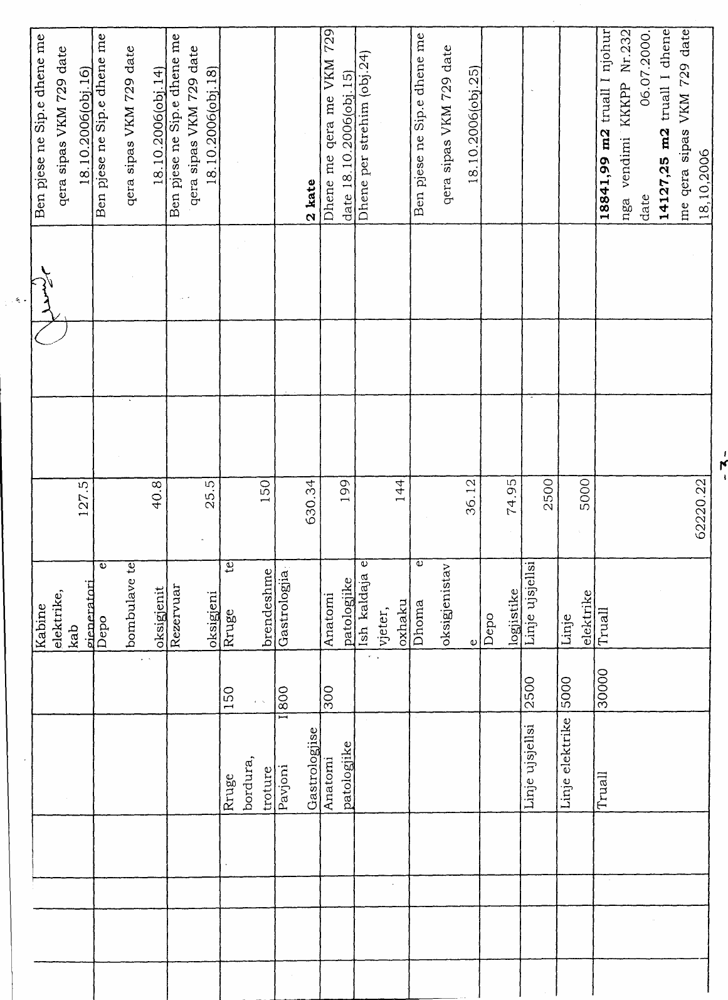 Kabine
elektrike,
kab
gjeneratori
127.5
Ben pjese ne Sip.e dhene me
qera sipas VKM 729 date
18.10.2006(obj.16)
Depo e
bombulave te
oksigjenit
40.8
Ben pjese ne Sip.e dhene me
qera sipas VKM 729 date
18.10.2006(obj.14)
Rezervuar
oksigjeni
25.5
Ben pjese ne Sip.e dhene me
qera sipas VKM 729 date
18.10.2006(obj.18)
Rruge
bordura,
troture
150
Rruge te
brendeshme
150
Pavjoni I
Gastrologjise
800
Gastrologjia
630.34
2 kate
Anatomi
patologjike
300
Anatomi
patologjike
199
Dhene me qera me VKM 729
date 18.10.2006(obj.15)
Ish kaldaja e
vjeter,
oxhaku
144
Dhene per strehim (obj.24)
Dhoma e
oksigjenistav
e
36.12
Ben pjese ne Sip.e dhene me
qera sipas VKM 729 date
18.10.2006(obj.25)
Depo
logjistike
74.95
Linje ujsjellsi
2500
Linje ujsjellsi
2500
Linje elektrike
5000
Linje
elektrike
5000
Truall
30000
Truall
62220.22
18841,99 m2 truall I njohur
nga vendimi KKKPP Nr.232
date 06.07.2000.
14127,25 m2 truall I dhene
me qera sipas VKM 729 date
18,10,2006